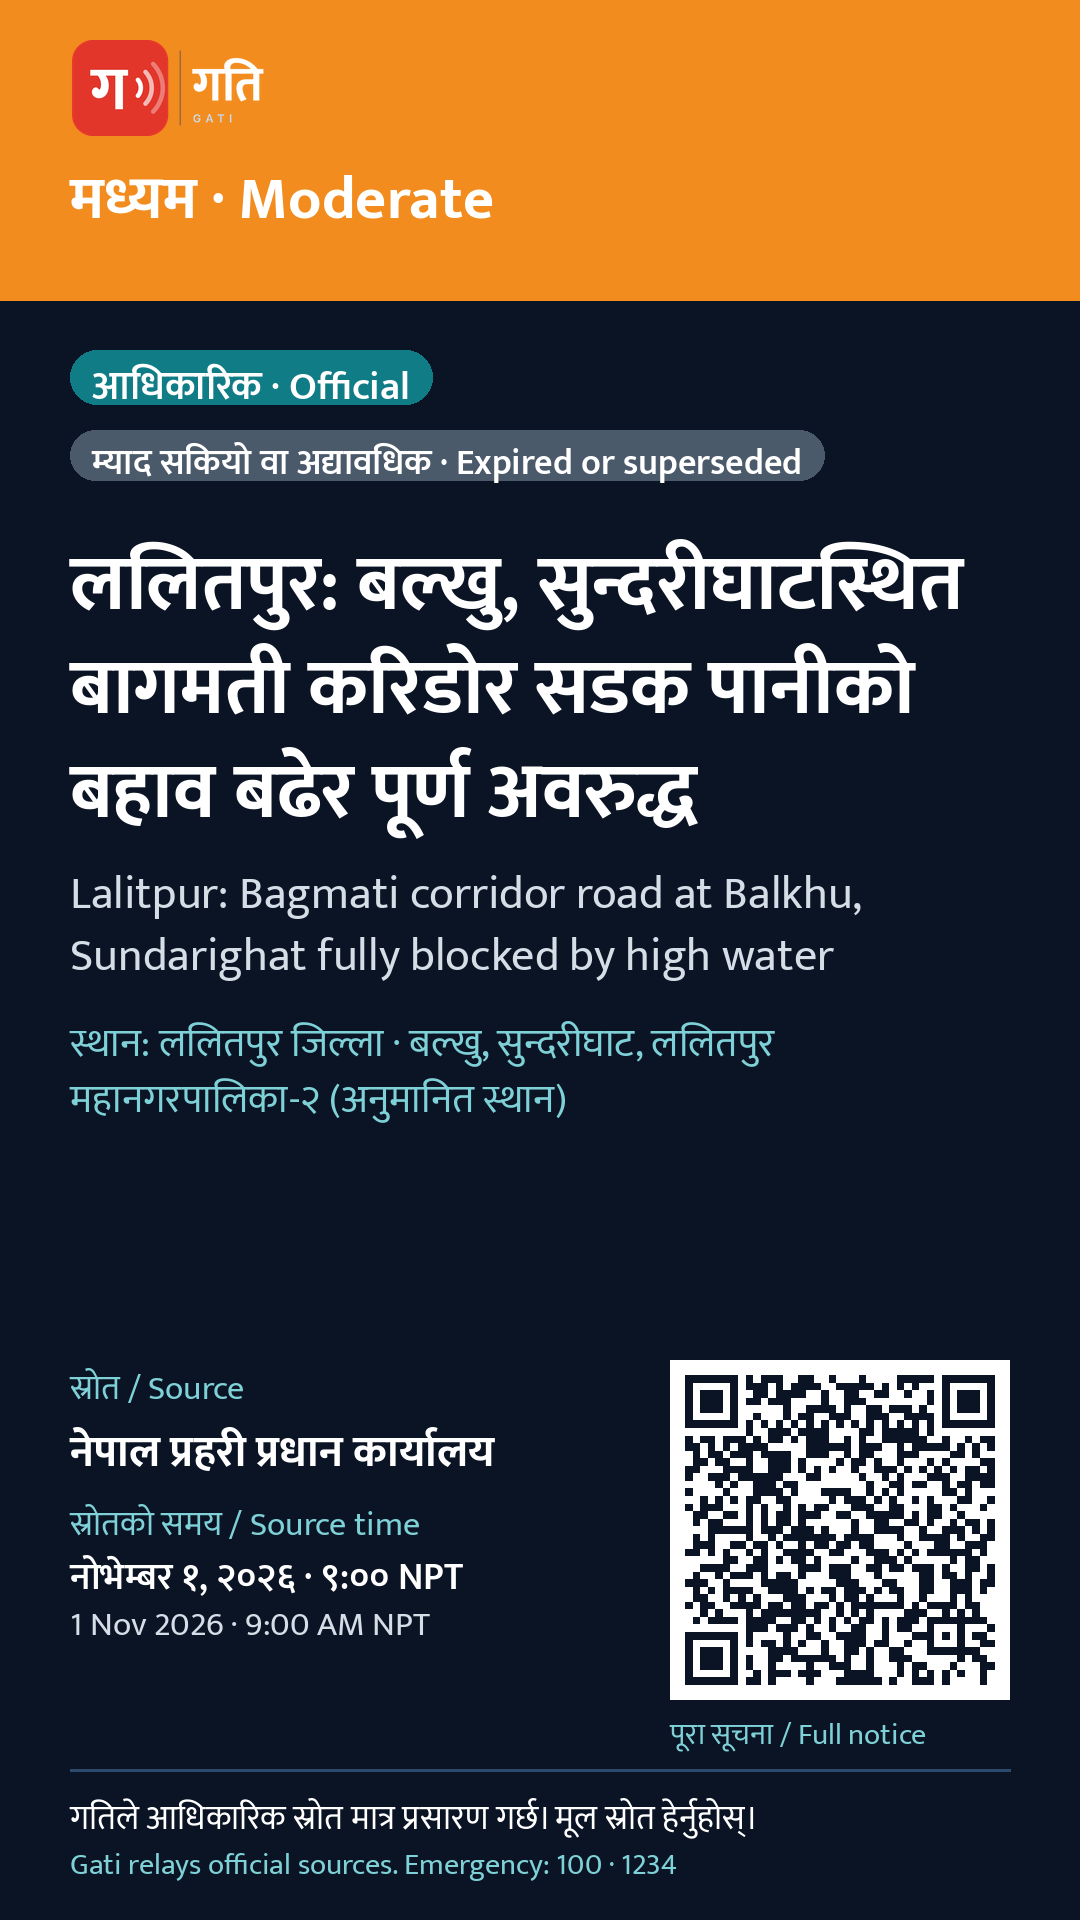 ग
गति
GATI
मध्यम · Moderate
आधिकारिक · Official
म्याद सकियो वा अद्यावधिक · Expired or superseded
ललितपुर: बल्खु, सुन्दरीघाटस्थित
बागमती करिडोर सडक पानीको
बहाव बढेर पूर्ण अवरुद्ध
Lalitpur: Bagmati corridor road at Balkhu,
Sundarighat fully blocked by high water
स्थान: ललितपुर जिल्ला · बल्खु, सुन्दरीघाट, ललितपुर
महानगरपालिका-२ (अनुमानित स्थान)
स्रोत / Source
नेपाल प्रहरी प्रधान कार्यालय
स्रोतको समय / Source time
नोभेम्बर १, २०२६ · ९:०० NPT
1 Nov 2026 · 9:00 AM NPT
पूरा सूचना / Full notice
गतिले आधिकारिक स्रोत मात्र प्रसारण गर्छ। मूल स्रोत हेर्नुहोस्।
Gati relays official sources. Emergency: 100 · 1234